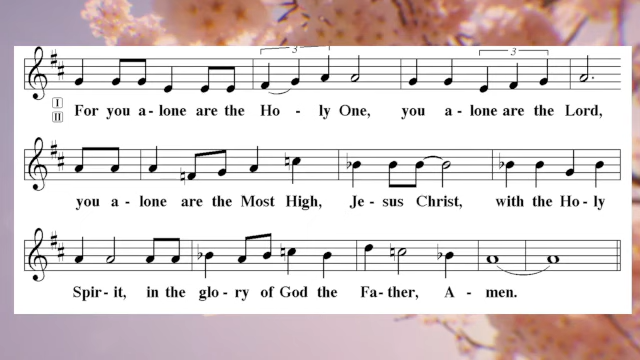 3
3
I
For you a - lone are the Ho - ly One, you a - lone are the Lord,
II
you a - lone are the Most High, Je - sus Christ, with the Ho - ly
Spir - it, in the glo - ry of God the Fa - ther, A - men.